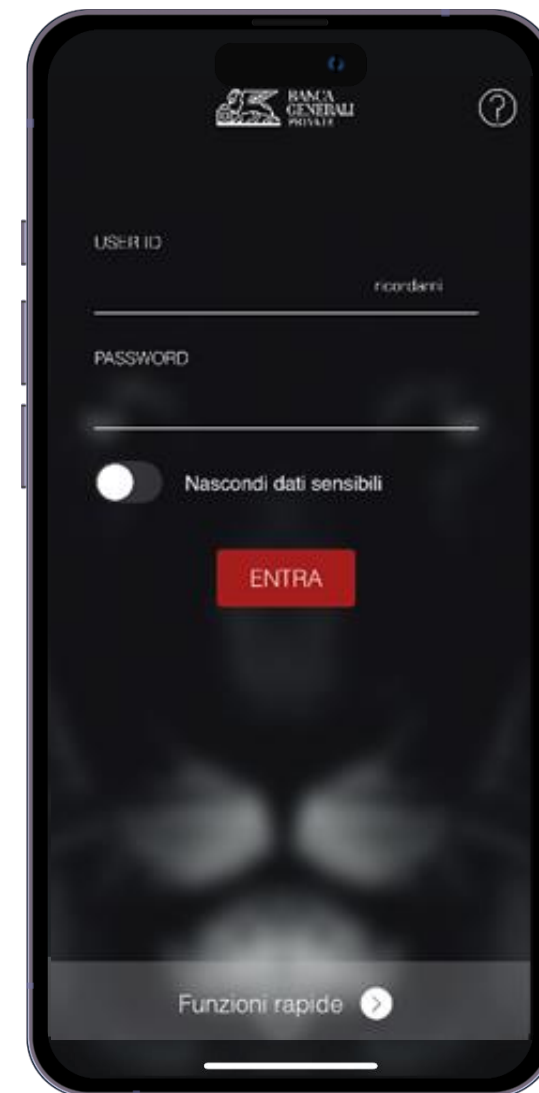 BANCA
GENERALI
PRIVATE
?
USER ID
ricordami
PASSWORD
Nascondi dati sensibili
ENTRA
Funzioni rapide